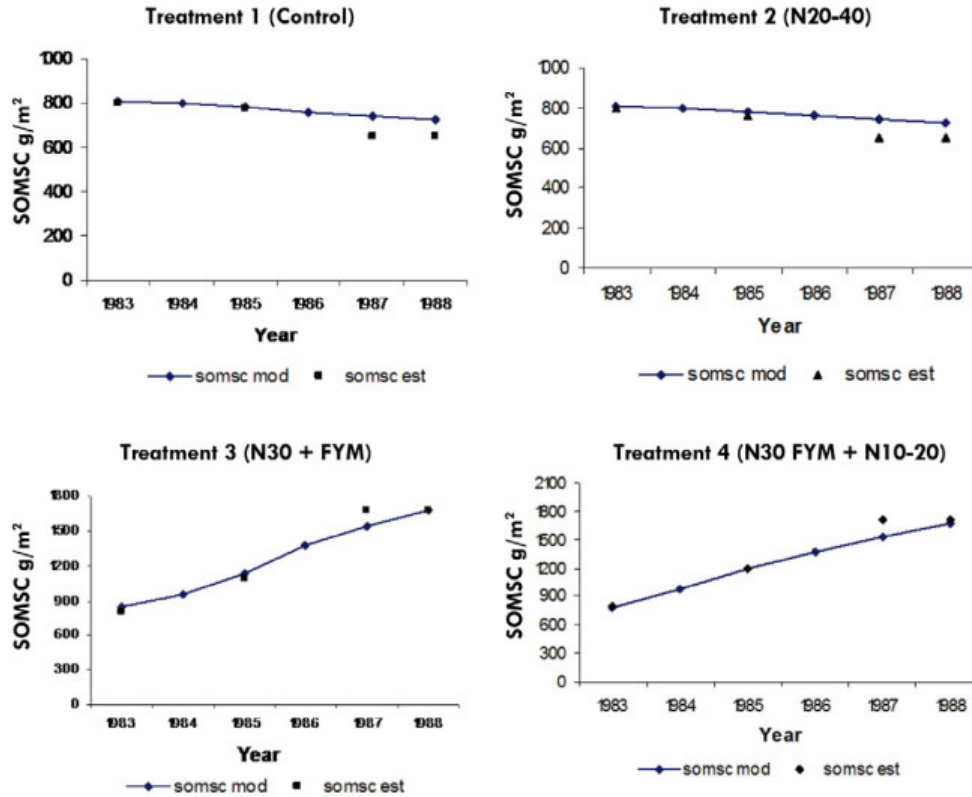 Treatment 1 (Control)
SOMSC g/m²
1000
800
600
400
200
0
1983 1984 1985 1986 1987 1988
Year
somsc mod somsc est
Treatment 2 (N20-40)
SOMSC g/m²
1000
800
600
400
200
0
1983 1984 1985 1986 1987 1988
Year
somsc mod somsc est
Treatment 3 (N30 + FYM)
SOMSC g/m²
1800
1500
1200
900
600
300
0
1983 1984 1985 1986 1987 1988
Year
somsc mod somsc est
Treatment 4 (N30 FYM + N10-20)
SOMSC g/m²
2100
1800
1500
1200
900
600
300
0
1983 1984 1985 1986 1987 1988
Year
somsc mod somsc est